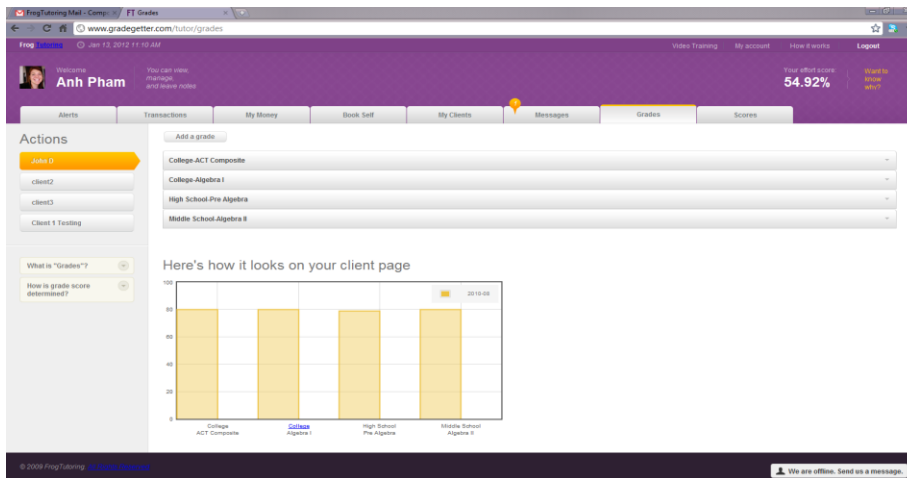 FrogTutoring Mail - Compo
FT Grades
www.gradegetter.com/tutor/grades
Frog Tutoring Jan 13, 2012 11:10 AM
Video Training My account How it works Logout
Welcome
Anh Pham
You can view,
manage,
and leave notes
Your effort score
54.92%
Want to
know
why?
Alerts Transactions My Money Book Self My Clients Messages Grades Scores
Actions
John D
client2
client3
Client 1 Testing
What is "Grades"?
How is grade score
determined?
Add a grade
College-ACT Composite
College-Algebra I
High School-Pre Algebra
Middle School-Algebra II
Here's how it looks on your client page
100
80
60
40
20
0
2010-08
College
ACT Composite
College
Algebra I
High School
Pre Algebra
Middle School
Algebra II
© 2009 FrogTutoring.
We are offline. Send us a message.